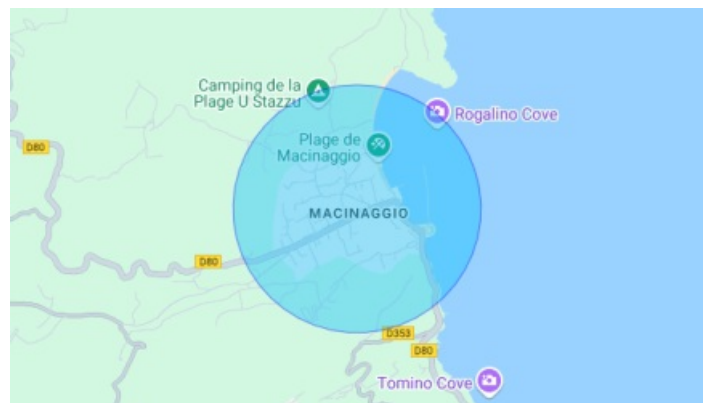 Camping de la
Plage U Stazzu
Rogalino Cove
Plage de
Macinaggio
D80
MACINAGGIO
D80
D353
D80
Tomino Cove